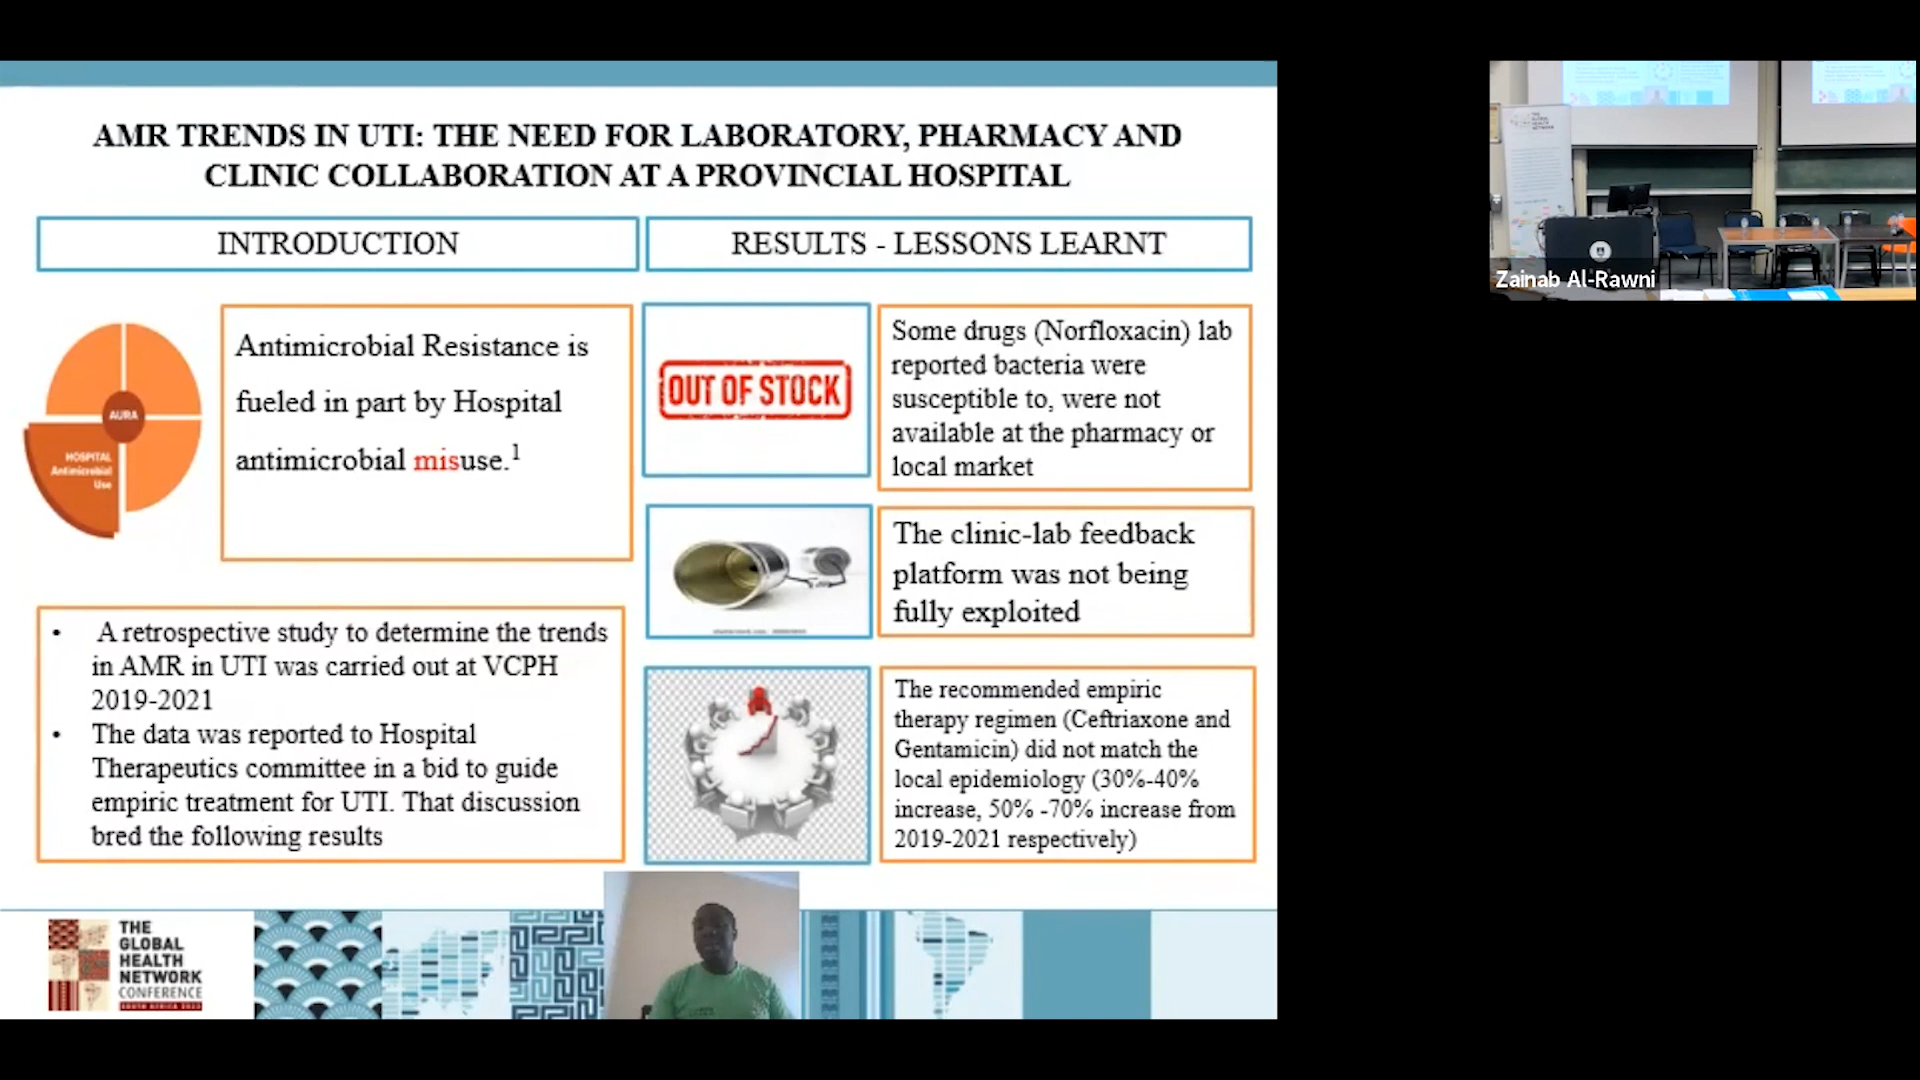 AMR TRENDS IN UTI: THE NEED FOR LABORATORY, PHARMACY AND
CLINIC COLLABORATION AT A PROVINCIAL HOSPITAL
INTRODUCTION
AURA
HOSPITAL
Antimicrobial
Use
Antimicrobial Resistance is
fueled in part by Hospital
antimicrobial misuse.1
• A retrospective study to determine the trends
in AMR in UTI was carried out at VCPH
2019-2021
• The data was reported to Hospital
Therapeutics committee in a bid to guide
empiric treatment for UTI. That discussion
bred the following results
RESULTS - LESSONS LEARNT
OUT OF STOCK
Some drugs (Norfloxacin) lab
reported bacteria were
susceptible to, were not
available at the pharmacy or
local market
The clinic-lab feedback
platform was not being
fully exploited
The recommended empiric
therapy regimen (Ceftriaxone and
Gentamicin) did not match the
local epidemiology (30%-40%
increase, 50% -70% increase from
2019-2021 respectively)
THE
GLOBAL
HEALTH
NETWORK
CONFERENCE
Zainab Al-Rawni